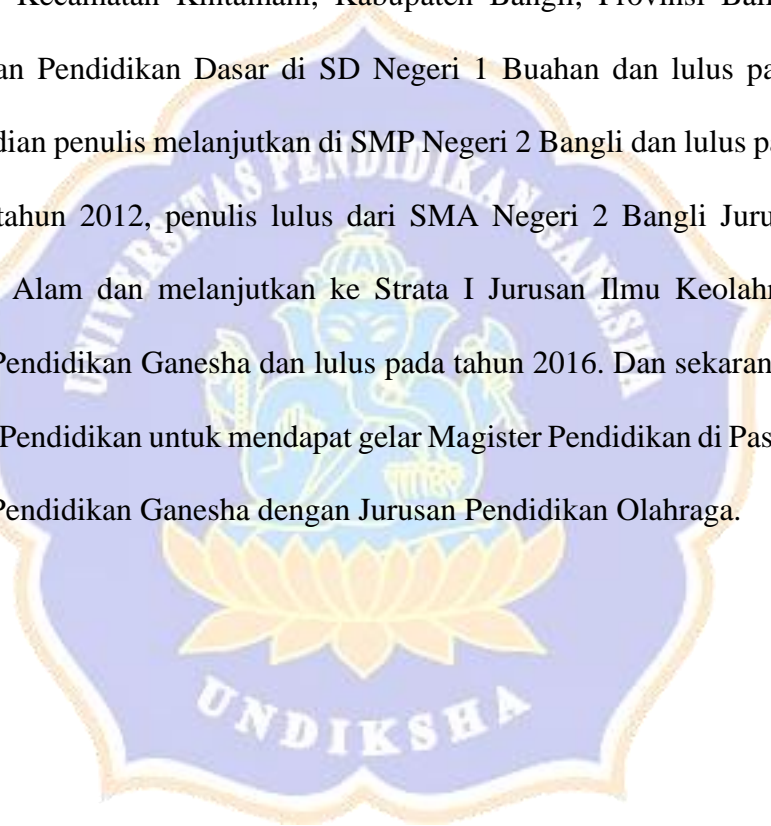 Kecamatan Kintamani, Kabupaten Bangli, Provinsi Bali
an Pendidikan Dasar di SD Negeri 1 Buahan dan lulus pa
dian penulis melanjutkan di SMP Negeri 2 Bangli dan lulus pa
tahun 2012, penulis lulus dari SMA Negeri 2 Bangli Juru
Alam dan melanjutkan ke Strata I Jurusan Ilmu Keolahr
Pendidikan Ganesha dan lulus pada tahun 2016. Dan sekaran
Pendidikan untuk mendapat gelar Magister Pendidikan di Pas
Pendidikan Ganesha dengan Jurusan Pendidikan Olahraga.
UNIVERSITAS PENDIDIKAN GANESHA
UNDIKSHA